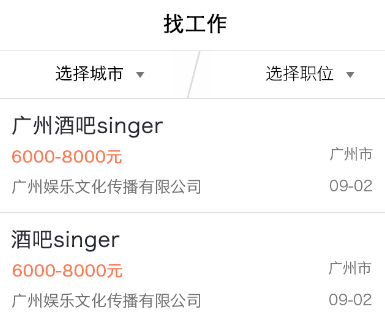 找工作
选择城市 选择职位
广州酒吧singer
6000-8000元 广州市
广州娱乐文化传播有限公司 09-02
酒吧singer
6000-8000元 广州市
广州娱乐文化传播有限公司 09-02